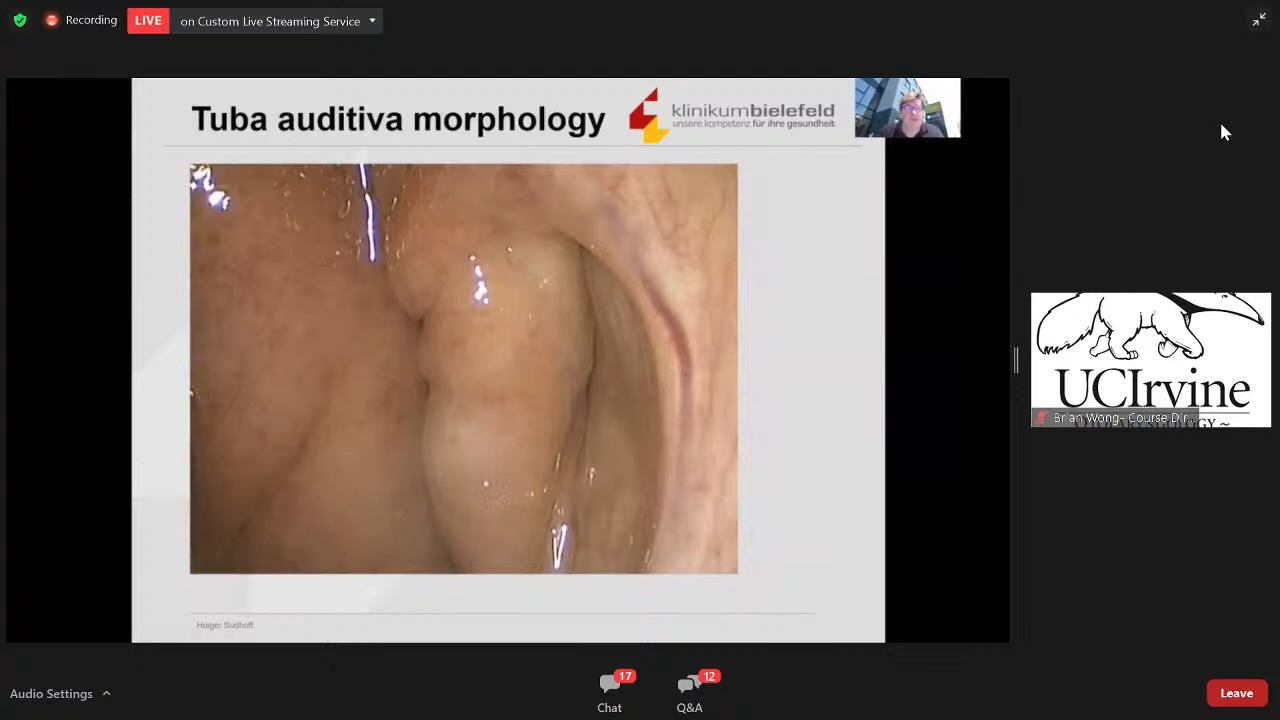 Recording
LIVE
on Custom Live Streaming Service
Tuba auditiva morphology
klinikumbielefeld
unsere kompetenz für ihre gesundheit
UCIrvine
Brian Wong- Course Dir...
Holger Sudhoff
Audio Settings
17
Chat
12
Q&A
Leave